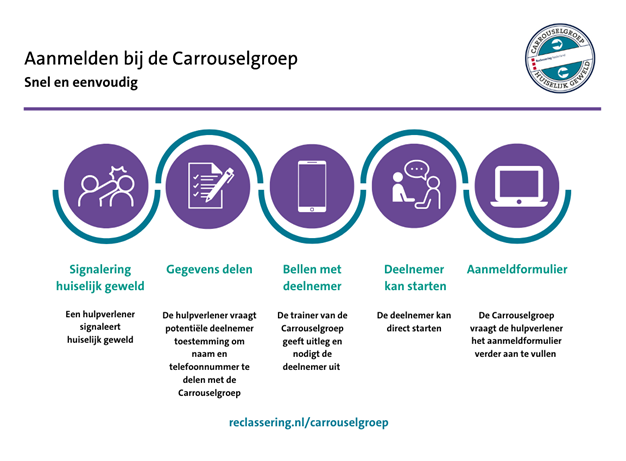 Aanmelden bij de Carrouselgroep
Snel en eenvoudig
CARROUSELGROEP
HUISELIJK GEWELD
Signalering
huiselijk geweld
Een hulpverlener
signaleert
huiselijk geweld
Gegevens delen
De hulpverlener vraagt
potentiële deelnemer
toestemming om
naam en
telefoonnummer te
delen met de
Carrouselgroep
Bellen met
deelnemer
De trainer van de
Carrouselgroep
geeft uitleg en
nodigt de
deelnemer uit
Deelnemer
kan starten
De deelnemer kan
direct starten
Aanmeldformulier
De Carrouselgroep
vraagt de hulpverlener
het aanmeldformulier
verder aan te vullen
reclassering.nl/carrouselgroep